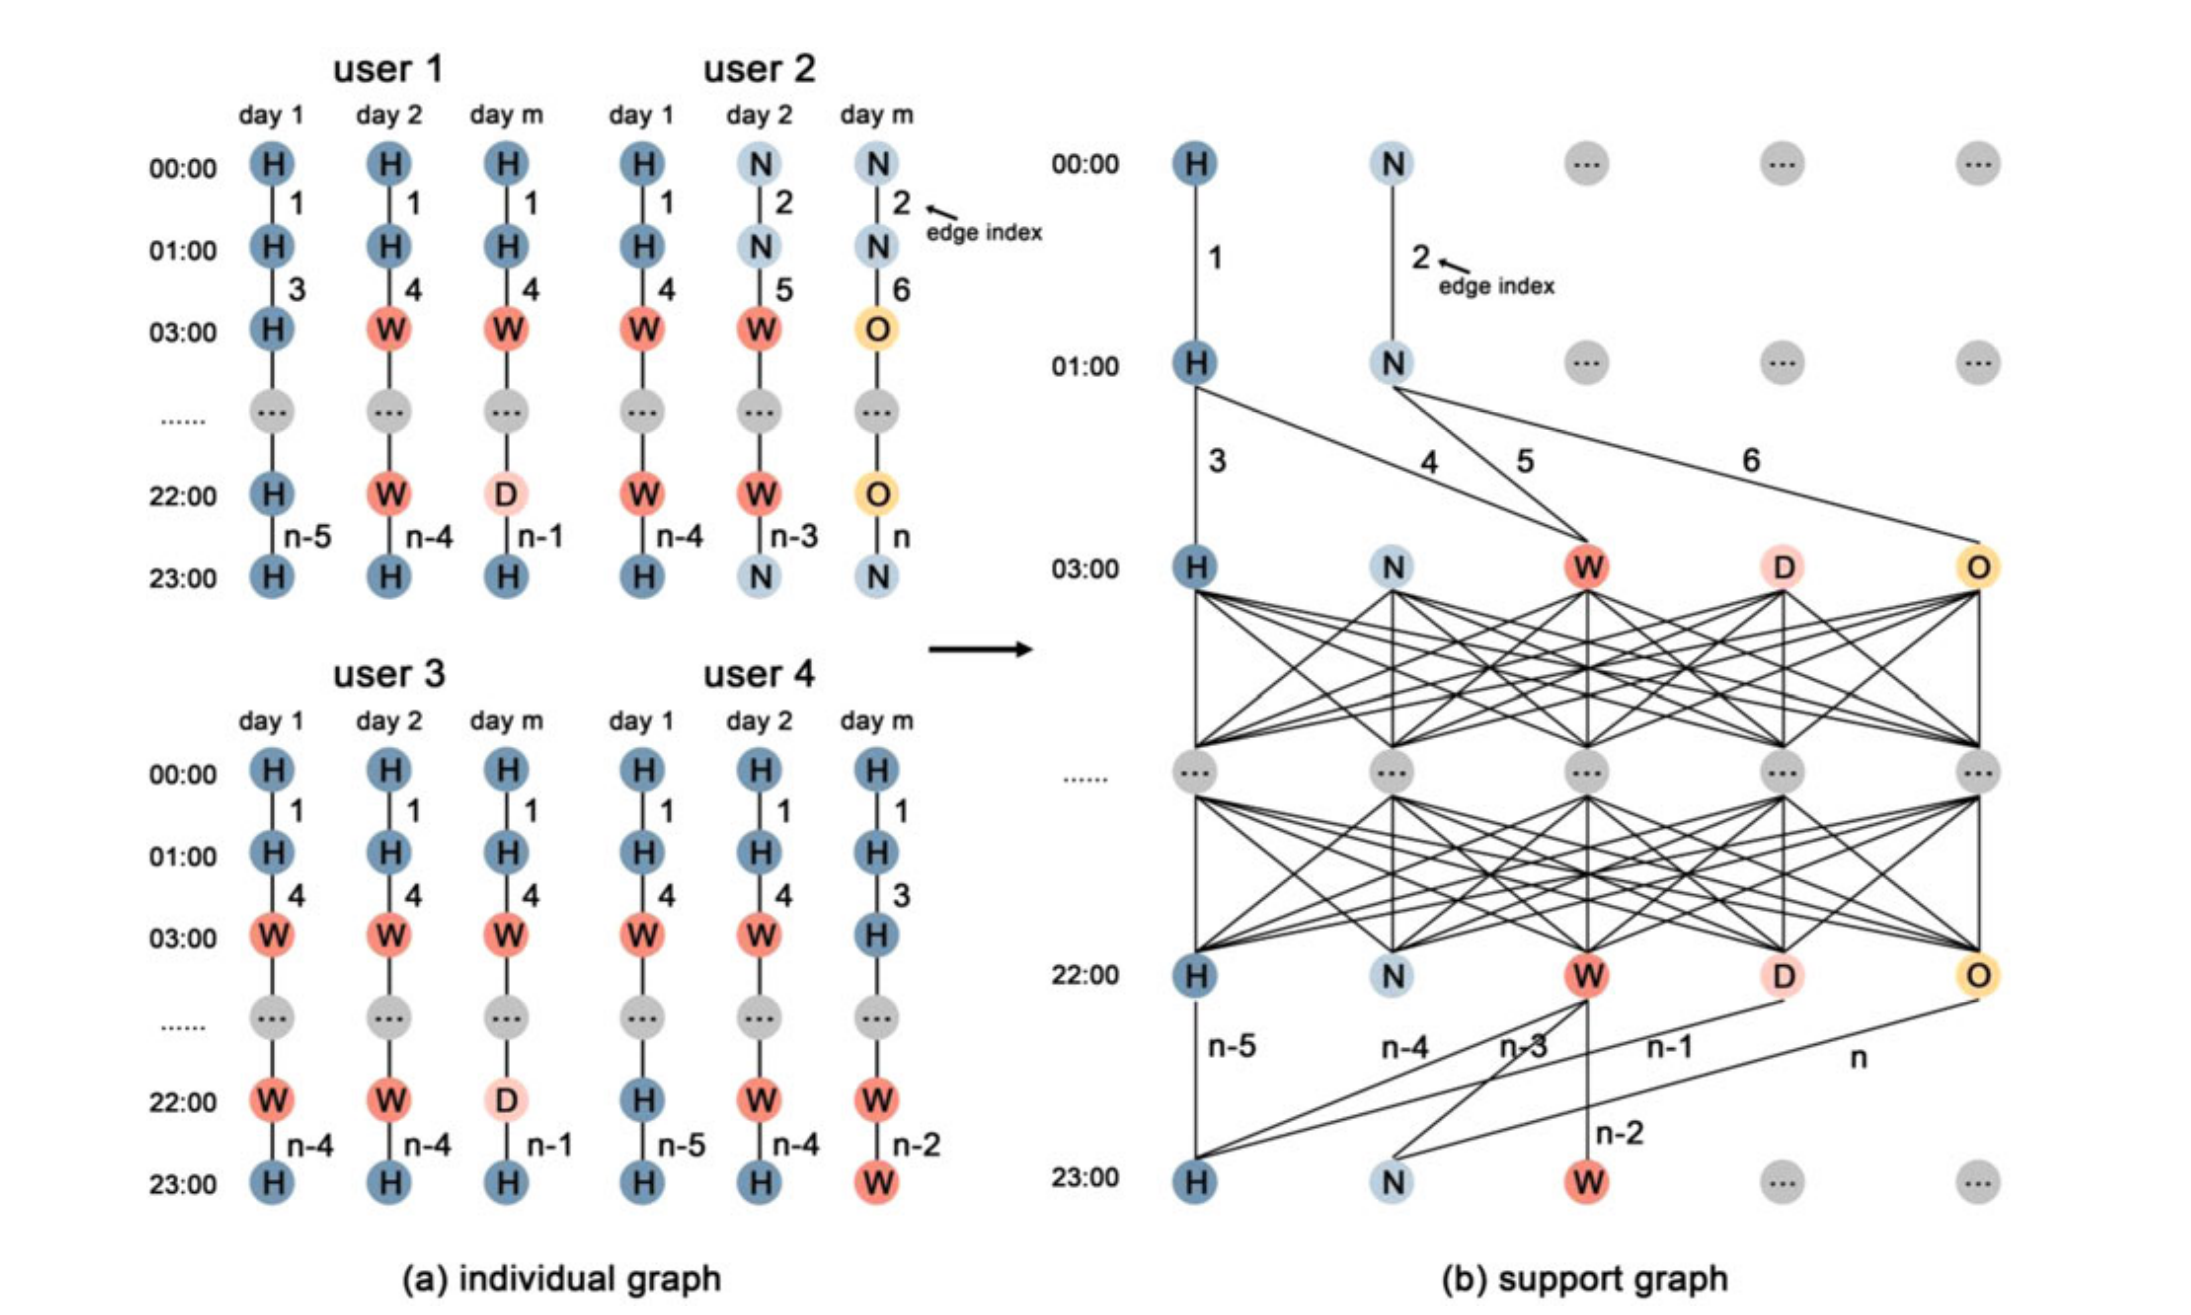 user 1 user 2
day 1 day 2 day m day 1 day 2 day m
00:00 H H H H N N
1 1 1 1 2 2
edge index
01:00 H H H H N N
3 4 4 4 5 6
03:00 H W W W W O
...... ... ... ... ... ... ...
22:00 H W D W W O
n-5 n-4 n-1 n-4 n-3 n
23:00 H H H H N N
user 3 user 4
day 1 day 2 day m day 1 day 2 day m
00:00 H H H H H H
1 1 1 1 1 1
01:00 H H H H H H
4 4 4 4 4 3
03:00 W W W W W H
...... ... ... ... ... ... ...
22:00 W W D H W W
n-4 n-4 n-1 n-5 n-4 n-2
23:00 H H H H H W
(a) individual graph
00:00 H N ... ... ...
1 2
edge index
01:00 H N ... ... ...
3 4 5 6
03:00 H N W D O
...... ... ... ... ... ...
22:00 H N W D O
n-5 n-4 n-3 n-1 n
n-2
23:00 H N W ... ...
(b) support graph